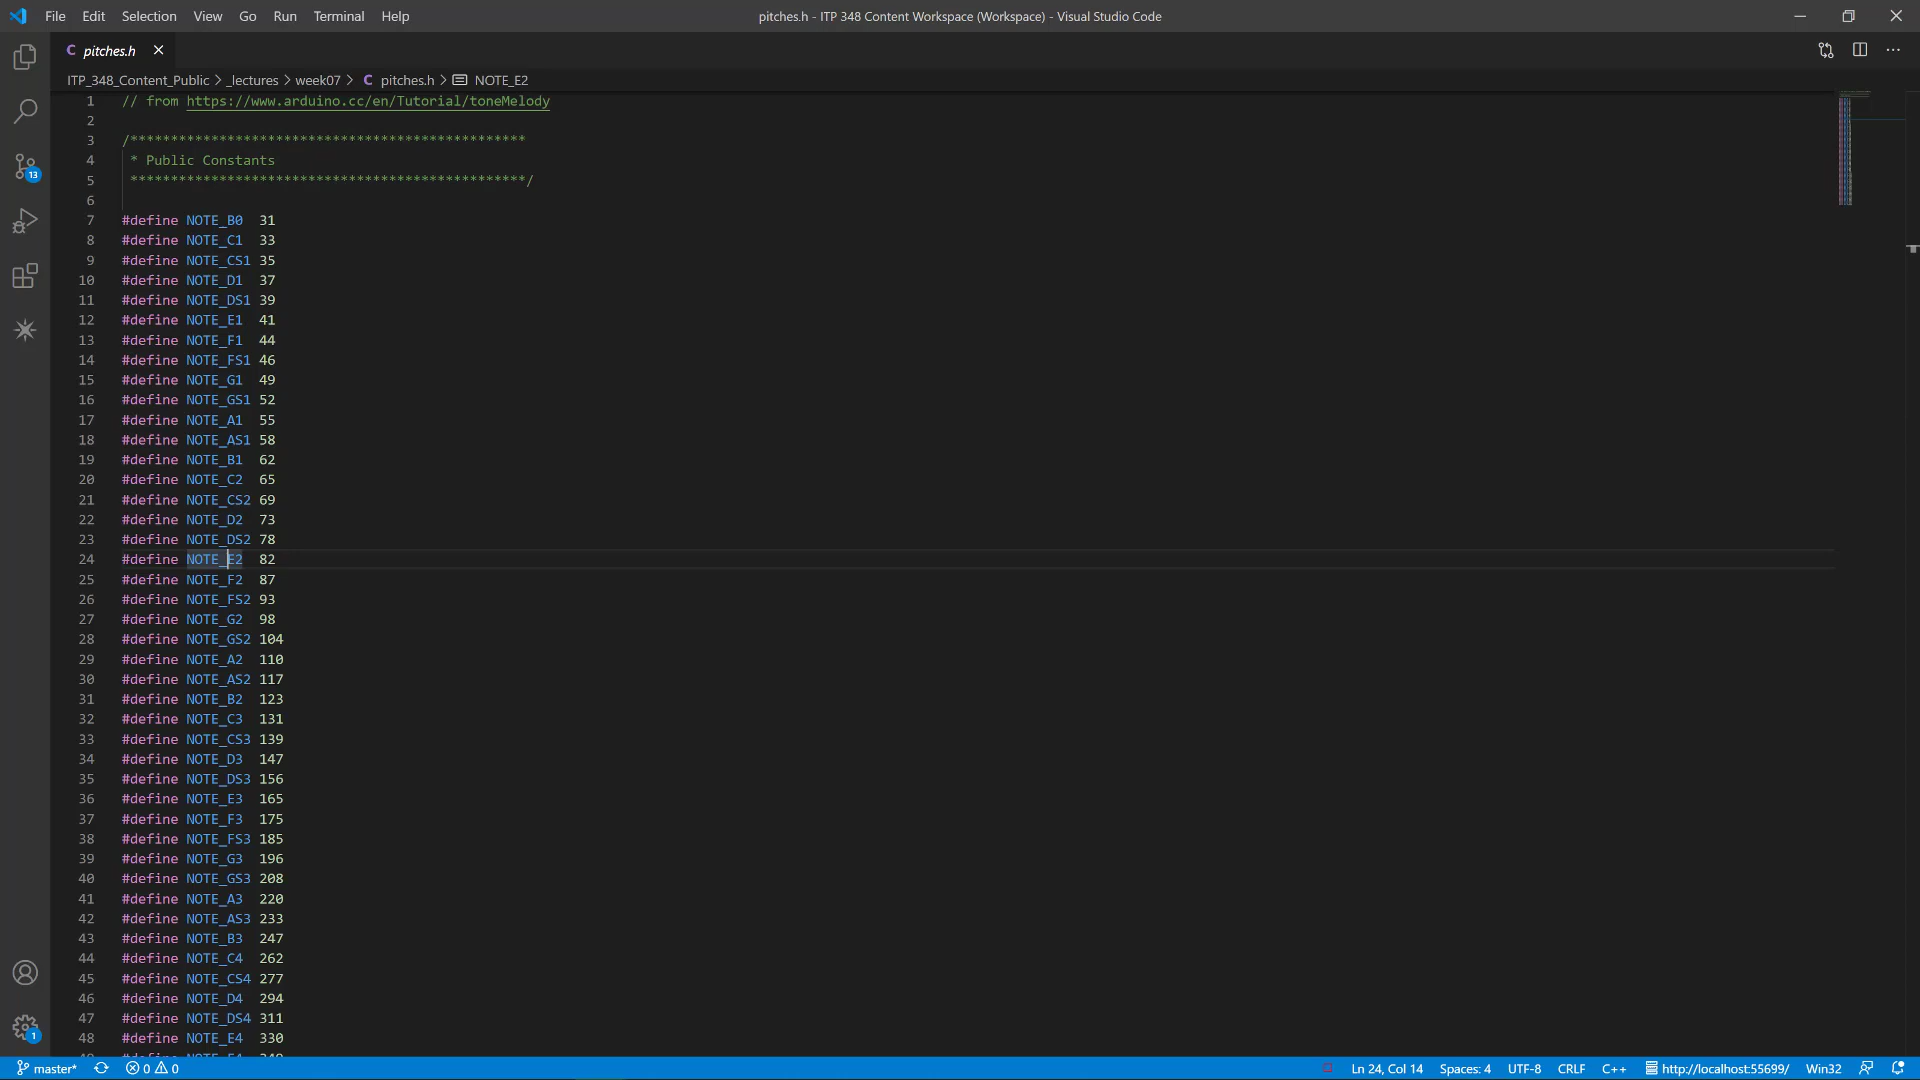 File Edit Selection View Go Run Terminal Help
pitches.h - ITP 348 Content Workspace (Workspace) - Visual Studio Code
C pitches.h
ITP_348_Content_Public > _lectures > week07 > C pitches.h > NOTE_E2
1 // from https://www.arduino.cc/en/Tutorial/toneMelody
2
3 /*************************************************
4 * Public Constants
5 *************************************************/
6
7 #define NOTE_B0 31
8 #define NOTE_C1 33
9 #define NOTE_CS1 35
10 #define NOTE_D1 37
11 #define NOTE_DS1 39
12 #define NOTE_E1 41
13 #define NOTE_F1 44
14 #define NOTE_FS1 46
15 #define NOTE_G1 49
16 #define NOTE_GS1 52
17 #define NOTE_A1 55
18 #define NOTE_AS1 58
19 #define NOTE_B1 62
20 #define NOTE_C2 65
21 #define NOTE_CS2 69
22 #define NOTE_D2 73
23 #define NOTE_DS2 78
24 #define NOTE_E2 82
25 #define NOTE_F2 87
26 #define NOTE_FS2 93
27 #define NOTE_G2 98
28 #define NOTE_GS2 104
29 #define NOTE_A2 110
30 #define NOTE_AS2 117
31 #define NOTE_B2 123
32 #define NOTE_C3 131
33 #define NOTE_CS3 139
34 #define NOTE_D3 147
35 #define NOTE_DS3 156
36 #define NOTE_E3 165
37 #define NOTE_F3 175
38 #define NOTE_FS3 185
39 #define NOTE_G3 196
40 #define NOTE_GS3 208
41 #define NOTE_A3 220
42 #define NOTE_AS3 233
43 #define NOTE_B3 247
44 #define NOTE_C4 262
45 #define NOTE_CS4 277
46 #define NOTE_D4 294
47 #define NOTE_DS4 311
48 #define NOTE_E4 330
13
1
master* 0 0 Ln 24, Col 14 Spaces: 4 UTF-8 CRLF C++ http://localhost:55699/ Win32